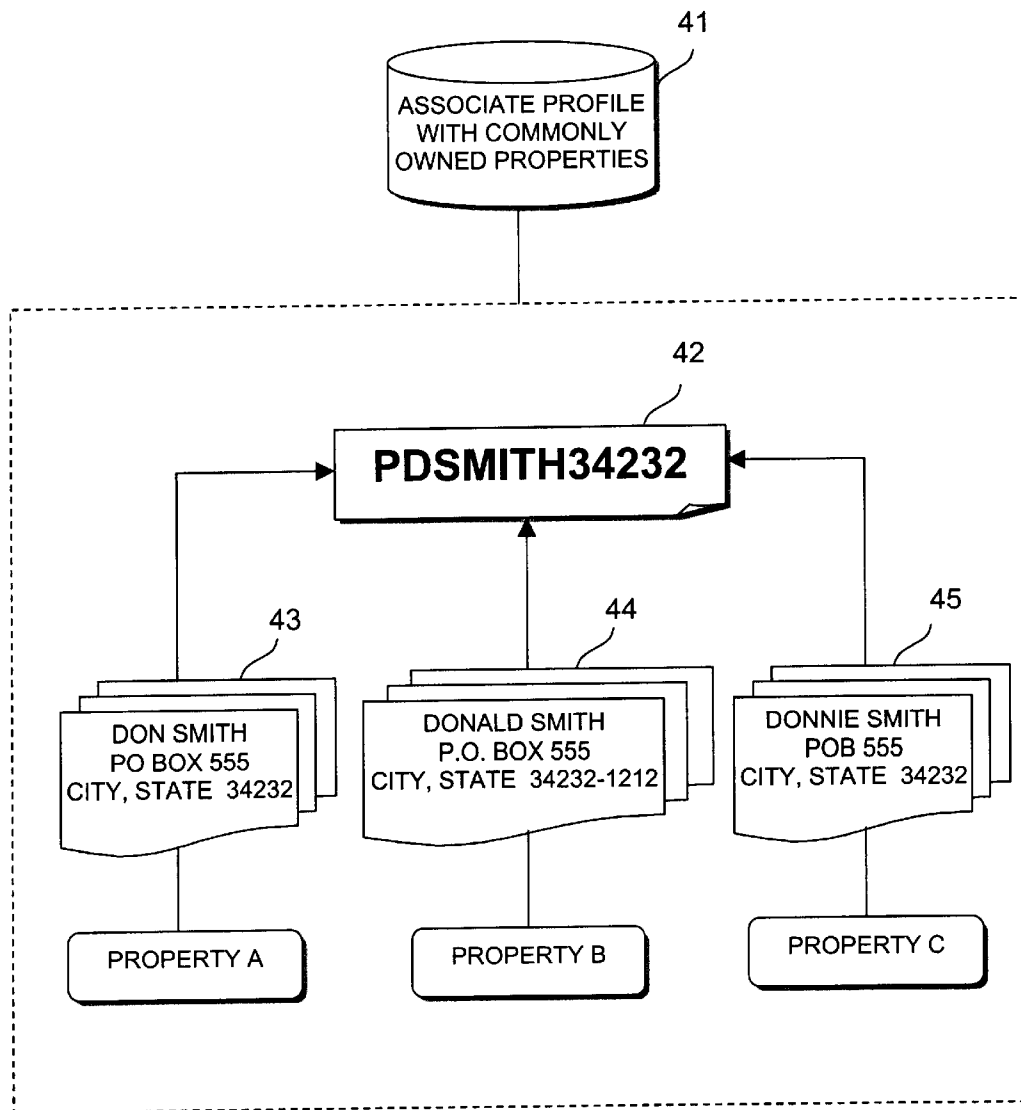 41
ASSOCIATE PROFILE
WITH COMMONLY
OWNED PROPERTIES
42
PDSMITH34232
43
DON SMITH
PO BOX 555
CITY, STATE 34232
44
DONALD SMITH
P.O. BOX 555
CITY, STATE 34232-1212
45
DONNIE SMITH
POB 555
CITY, STATE 34232
PROPERTY A
PROPERTY B
PROPERTY C